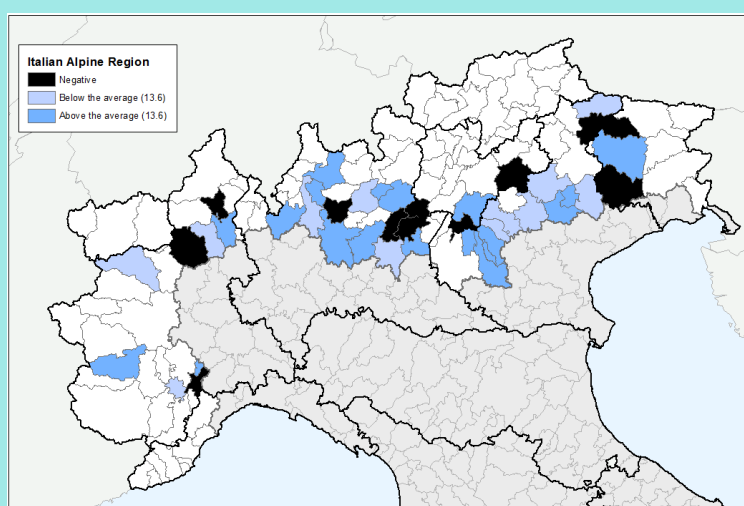 Italian Alpine Region
Negative
Below the average (13.6)
Above the average (13.6)